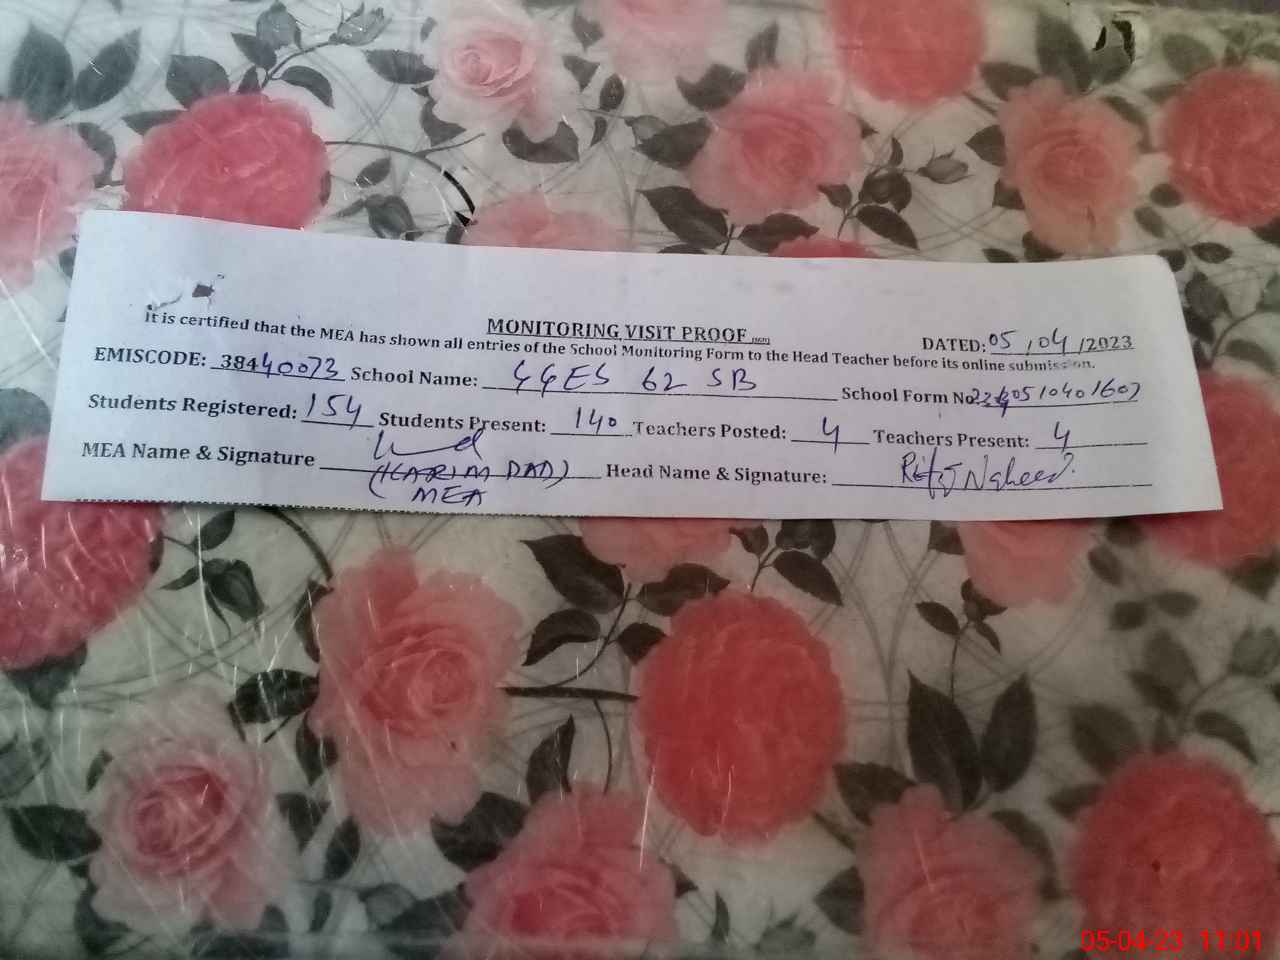 MONITORING VISIT PROOF
DATED: 05/04/2023
It is certified that the MEA has shown all entries of the School Monitoring Form to the Head Teacher before its online submission.
EMISCODE: 38440073 School Name: GGES 62 SB School Form No.
Students Registered: 154 Students Present: 140 Teachers Posted: 4 Teachers Present: 4
MEA Name & Signature (KARIM DAD) Head Name & Signature: Naheed
MEA
05-04-23 11:01